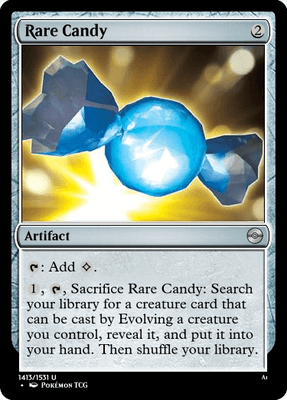 Rare Candy 2
Artifact
: Add .
1, , Sacrifice Rare Candy: Search
your library for a creature card that
can be cast by Evolving a creature
you control, reveal it, and put it into
your hand. Then shuffle your library.
1413/1531 U
• Pokémon TCG
AI